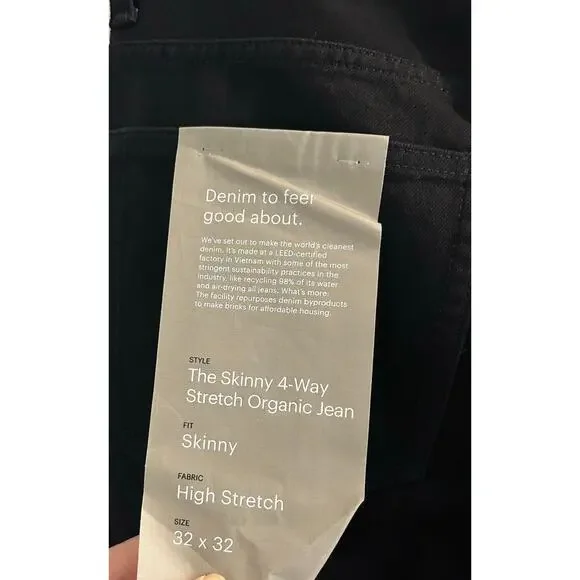 Denim to feel
good about.
We've set out to make the world's cleanest
denim. It's made at a LEED-certified
factory in Vietnam with some of the most
stringent sustainability practices in the
industry, like recycling 98% of its water
and air-drying all jeans. What's more:
The facility repurposes denim byproducts
to make bricks for affordable housing.
STYLE
The Skinny 4-Way
Stretch Organic Jean
FIT
Skinny
FABRIC
High Stretch
SIZE
32 x 32